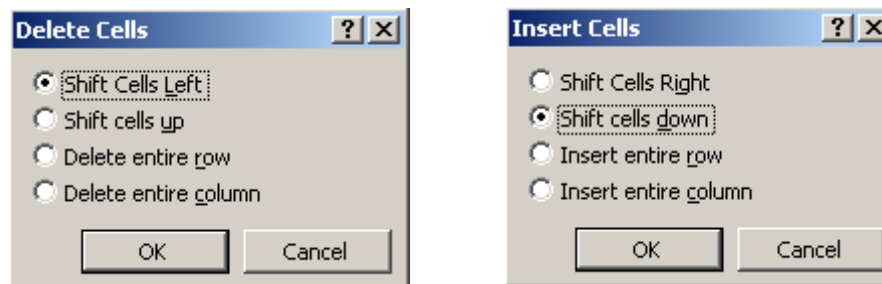 Delete Cells
Shift Cells Left
Shift cells up
Delete entire row
Delete entire column
OK Cancel
Insert Cells
Shift Cells Right
Shift cells down
Insert entire row
Insert entire column
OK Cancel